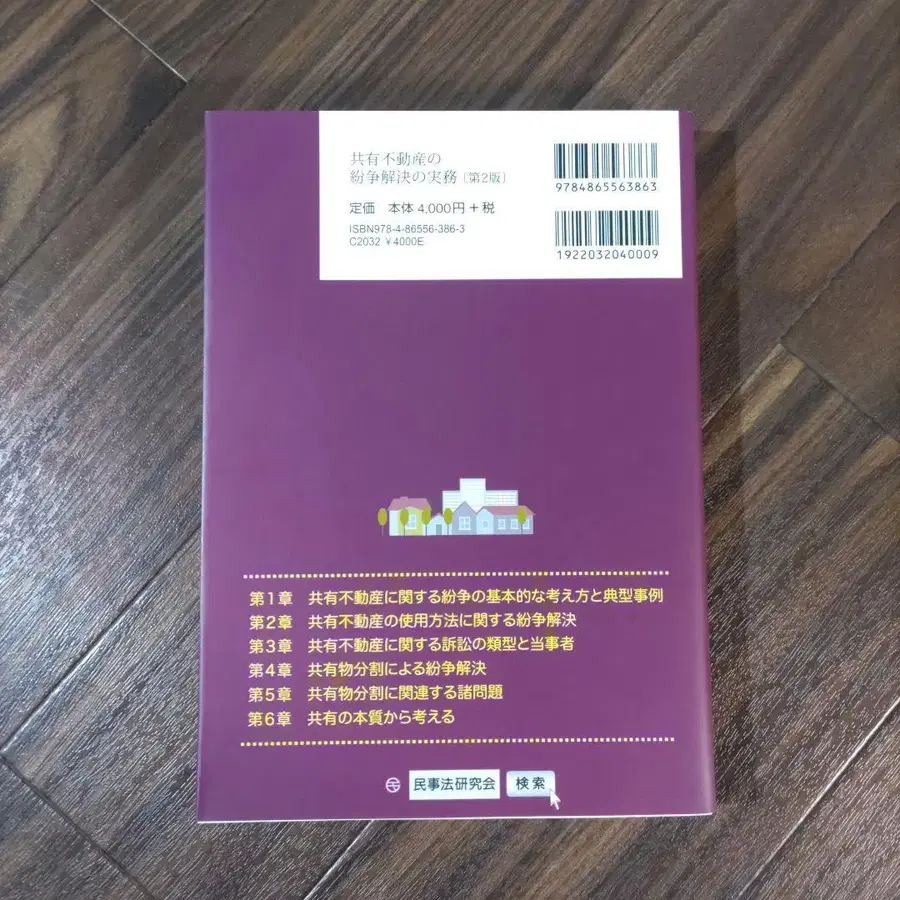 共有不動産の
紛争解決の実務〔第2版〕
定価 本体4,000円+税
ISBN978-4-86556-386-3
C2032 ¥4000E
9784865563863
1922032040009
第1章 共有不動産に関する紛争の基本的な考え方と典型事例
第2章 共有不動産の使用方法に関する紛争解決
第3章 共有不動産に関する訴訟の類型と当事者
第4章 共有物分割による紛争解決
第5章 共有物分割に関連する諸問題
第6章 共有の本質から考える
民事法研究会 検索